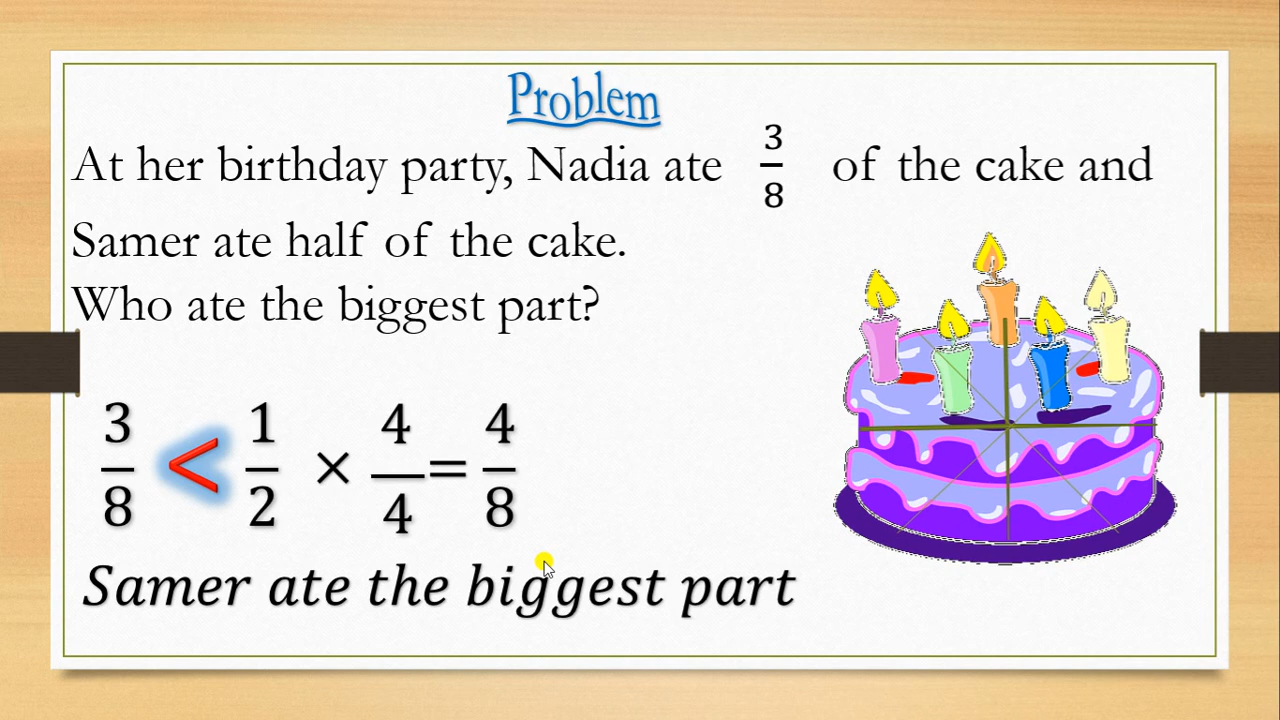 Problem
At her birthday party, Nadia ate 3/8 of the cake and
Samer ate half of the cake.
Who ate the biggest part?
3/8 < 1/2 × 4/4 = 4/8
Samer ate the biggest part